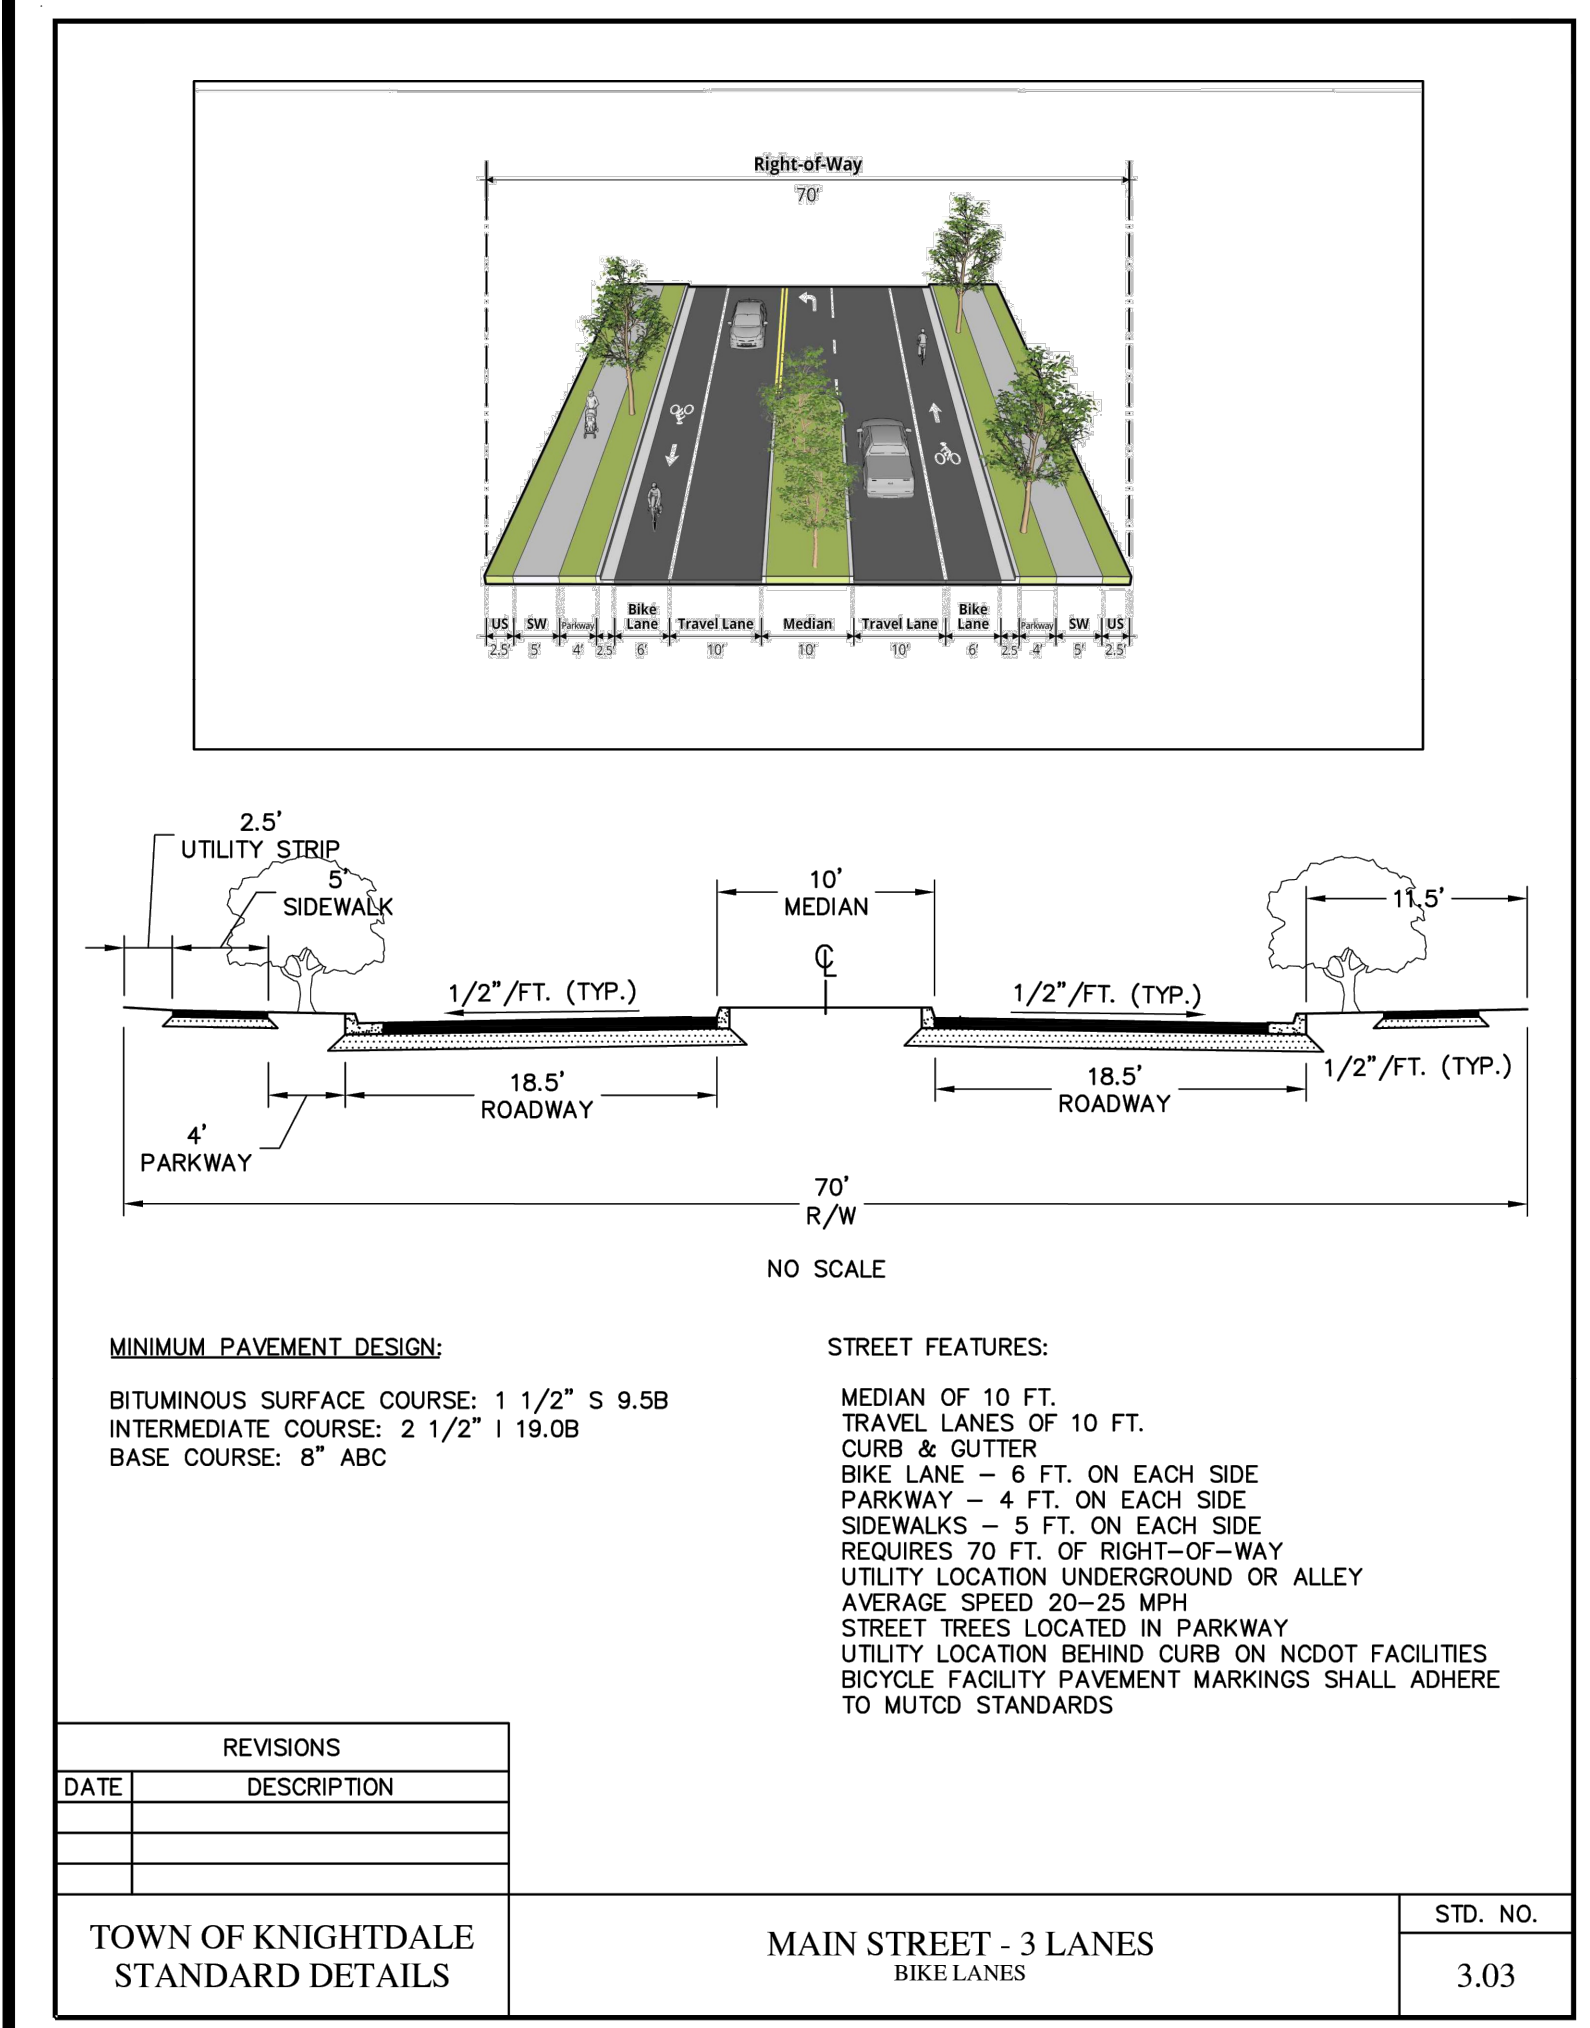 Right-of-Way
70'
US SW Parkway Bike Lane Travel Lane Median Travel Lane Bike Lane Parkway SW US
2.5' 5' 4' 2.5' 6' 10' 10' 10' 6' 2.5' 4' 5' 2.5'
2.5'
UTILITY STRIP
5'
SIDEWALK
10'
MEDIAN
11.5'
℄
1/2"/FT. (TYP.)
1/2"/FT. (TYP.)
1/2"/FT. (TYP.)
18.5'
ROADWAY
18.5'
ROADWAY
4'
PARKWAY
70'
R/W
NO SCALE
MINIMUM PAVEMENT DESIGN:
BITUMINOUS SURFACE COURSE: 1 1/2" S 9.5B
INTERMEDIATE COURSE: 2 1/2" I 19.0B
BASE COURSE: 8" ABC
STREET FEATURES:
MEDIAN OF 10 FT.
TRAVEL LANES OF 10 FT.
CURB & GUTTER
BIKE LANE – 6 FT. ON EACH SIDE
PARKWAY – 4 FT. ON EACH SIDE
SIDEWALKS – 5 FT. ON EACH SIDE
REQUIRES 70 FT. OF RIGHT–OF–WAY
UTILITY LOCATION UNDERGROUND OR ALLEY
AVERAGE SPEED 20–25 MPH
STREET TREES LOCATED IN PARKWAY
UTILITY LOCATION BEHIND CURB ON NCDOT FACILITIES
BICYCLE FACILITY PAVEMENT MARKINGS SHALL ADHERE
TO MUTCD STANDARDS
REVISIONS
DATE DESCRIPTION
TOWN OF KNIGHTDALE
STANDARD DETAILS
MAIN STREET - 3 LANES
BIKE LANES
STD. NO.
3.03